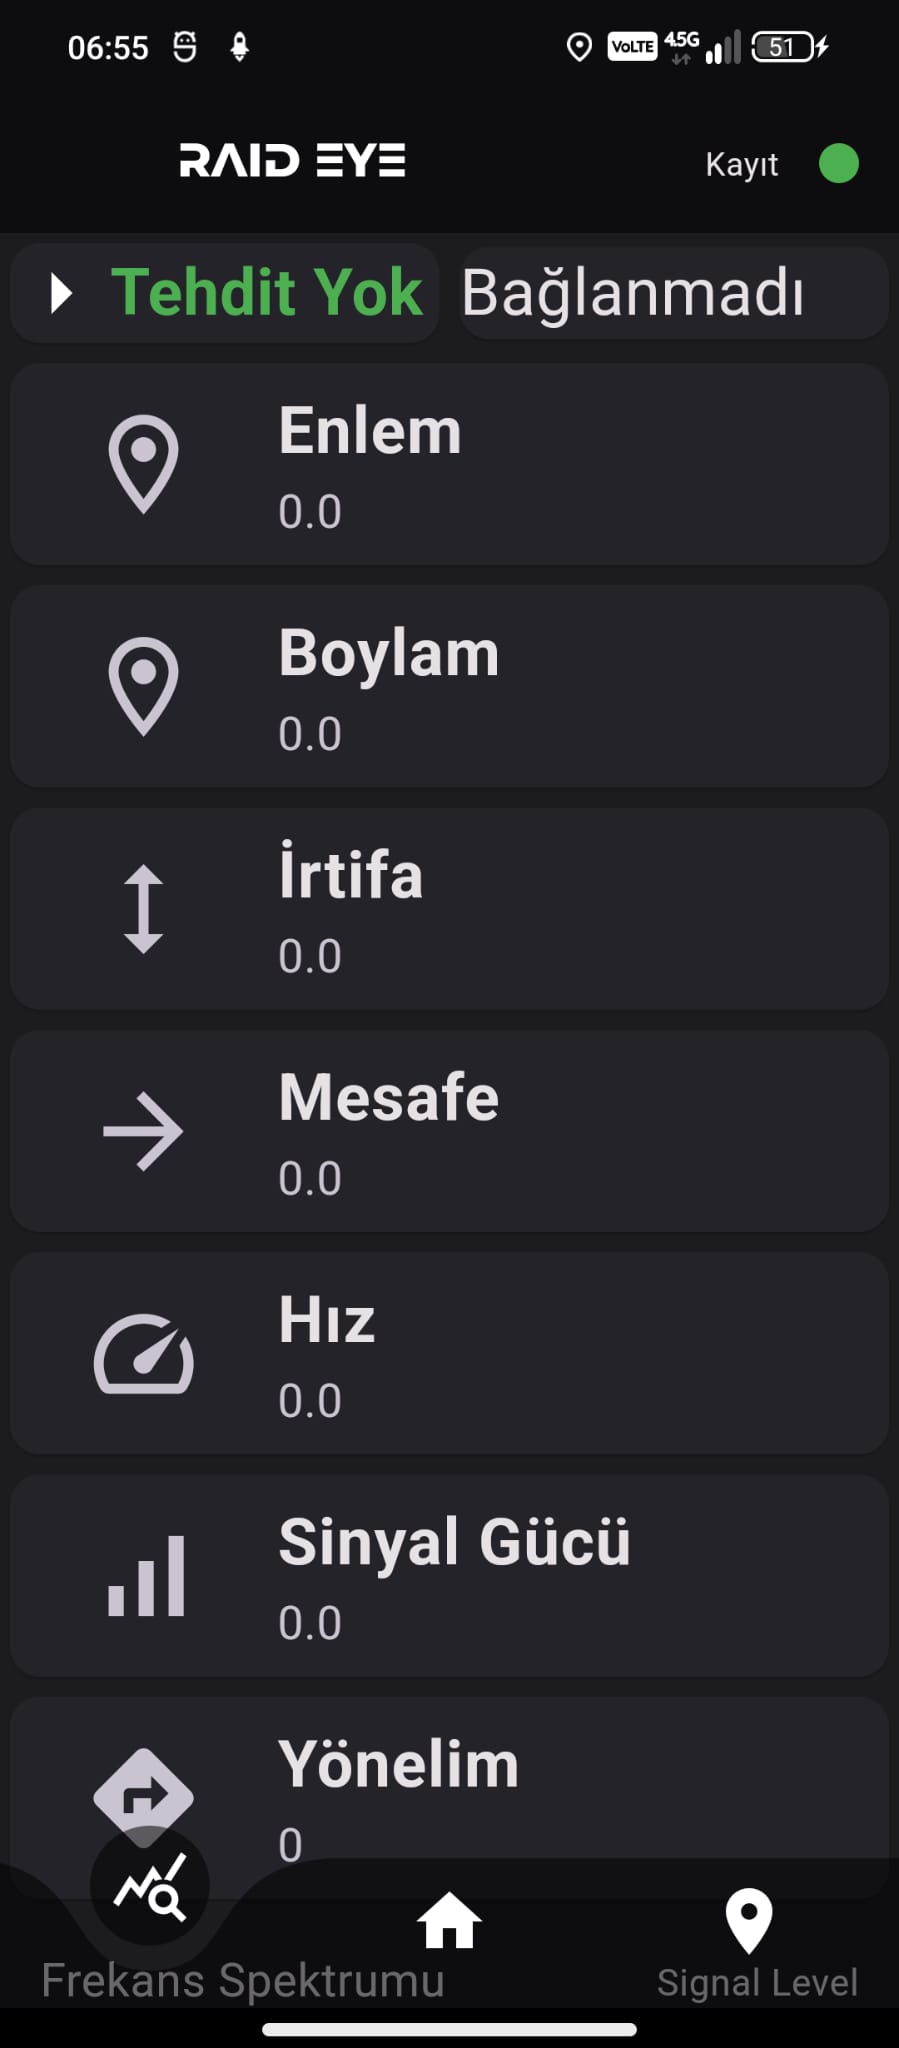 06:55 VoLTE 4.5G 51
RAID EYE
Kayıt
Tehdit Yok
Bağlanmadı
Enlem
0.0
Boylam
0.0
İrtifa
0.0
Mesafe
0.0
Hız
0.0
Sinyal Gücü
0.0
Yönelim
0
Frekans Spektrumu
Signal Level